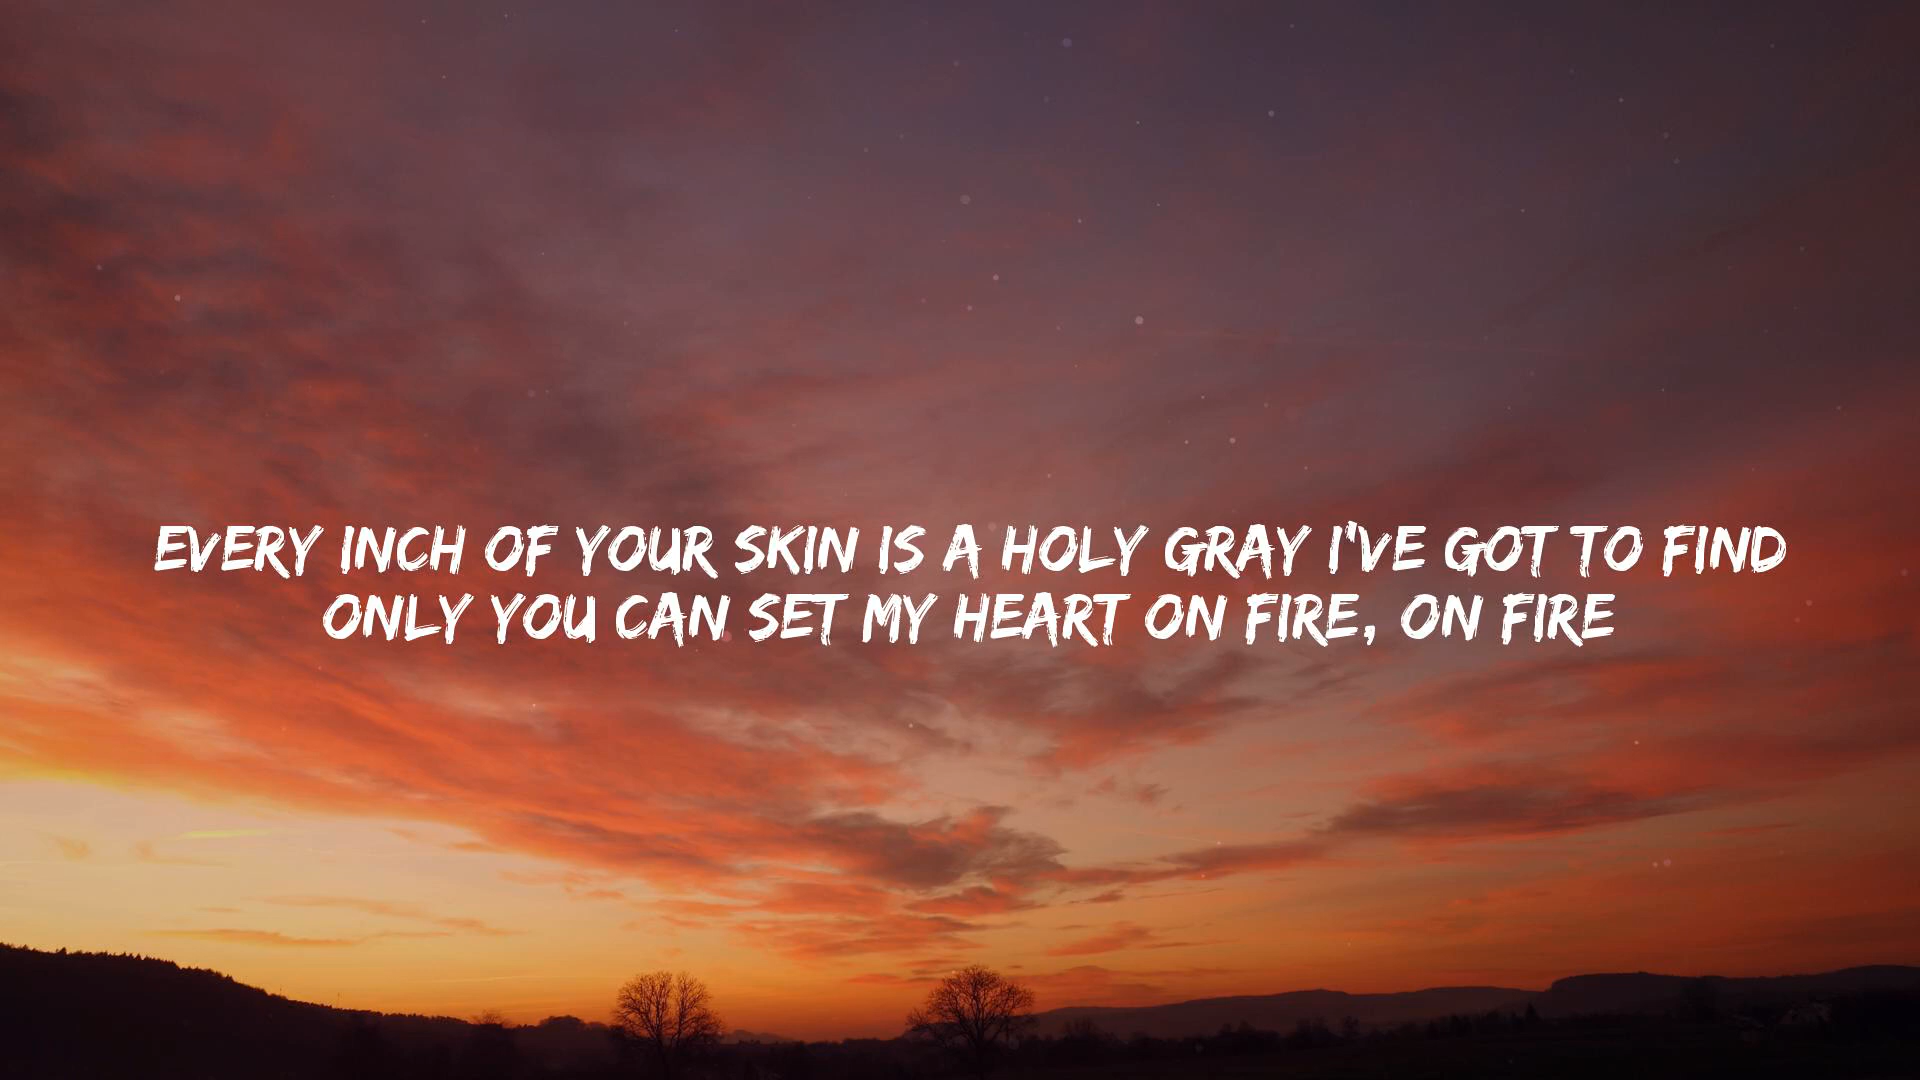 EVERY INCH OF YOUR SKIN IS A HOLY GRAY I'VE GOT TO FIND
ONLY YOU CAN SET MY HEART ON FIRE, ON FIRE